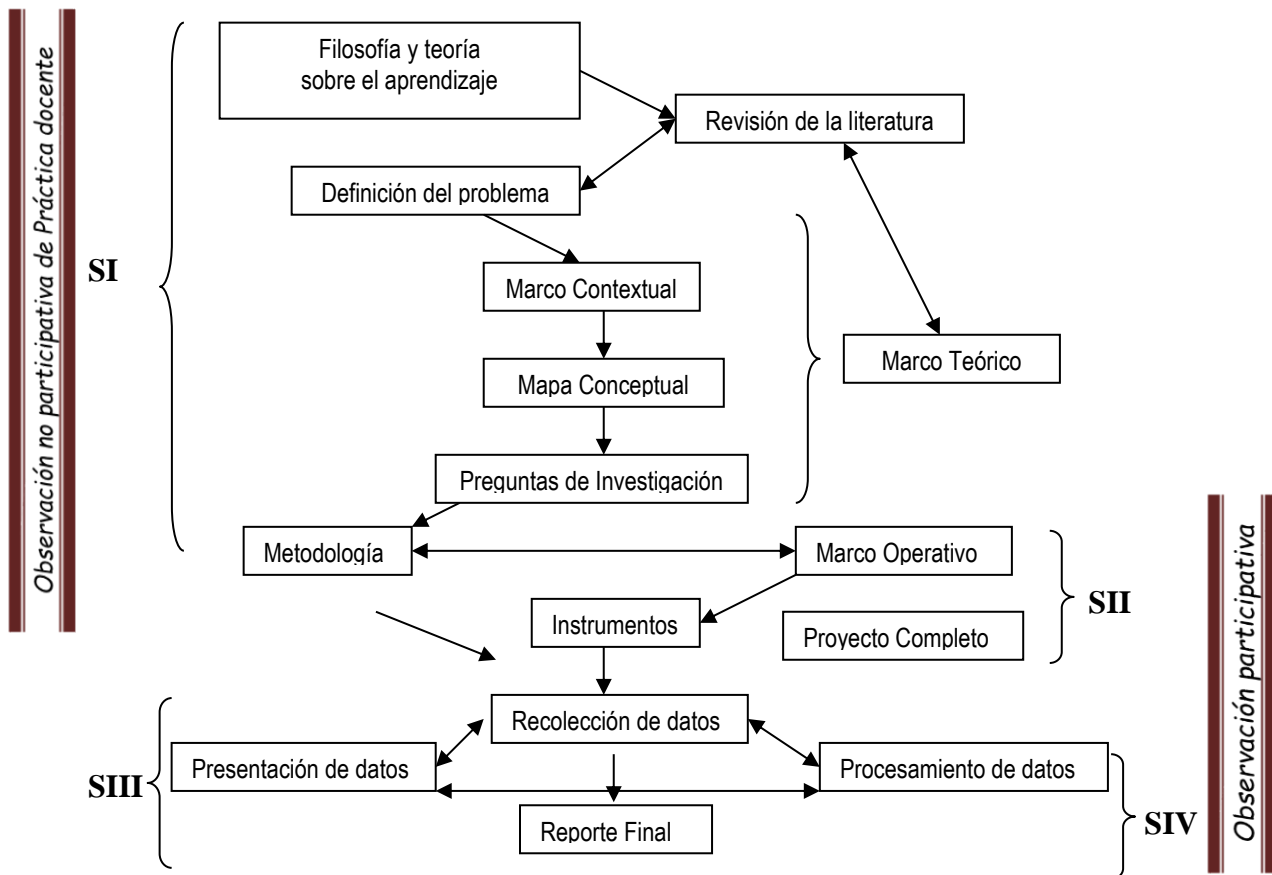 Observación no participativa de Práctica docente
Filosofía y teoría
sobre el aprendizaje
Revisión de la literatura
Definición del problema
SI
Marco Contextual
Marco Teórico
Mapa Conceptual
Preguntas de Investigación
Metodología
Marco Operativo
SII
Instrumentos
Proyecto Completo
Observación participativa
Recolección de datos
Presentación de datos
Procesamiento de datos
SIII
Reporte Final
SIV